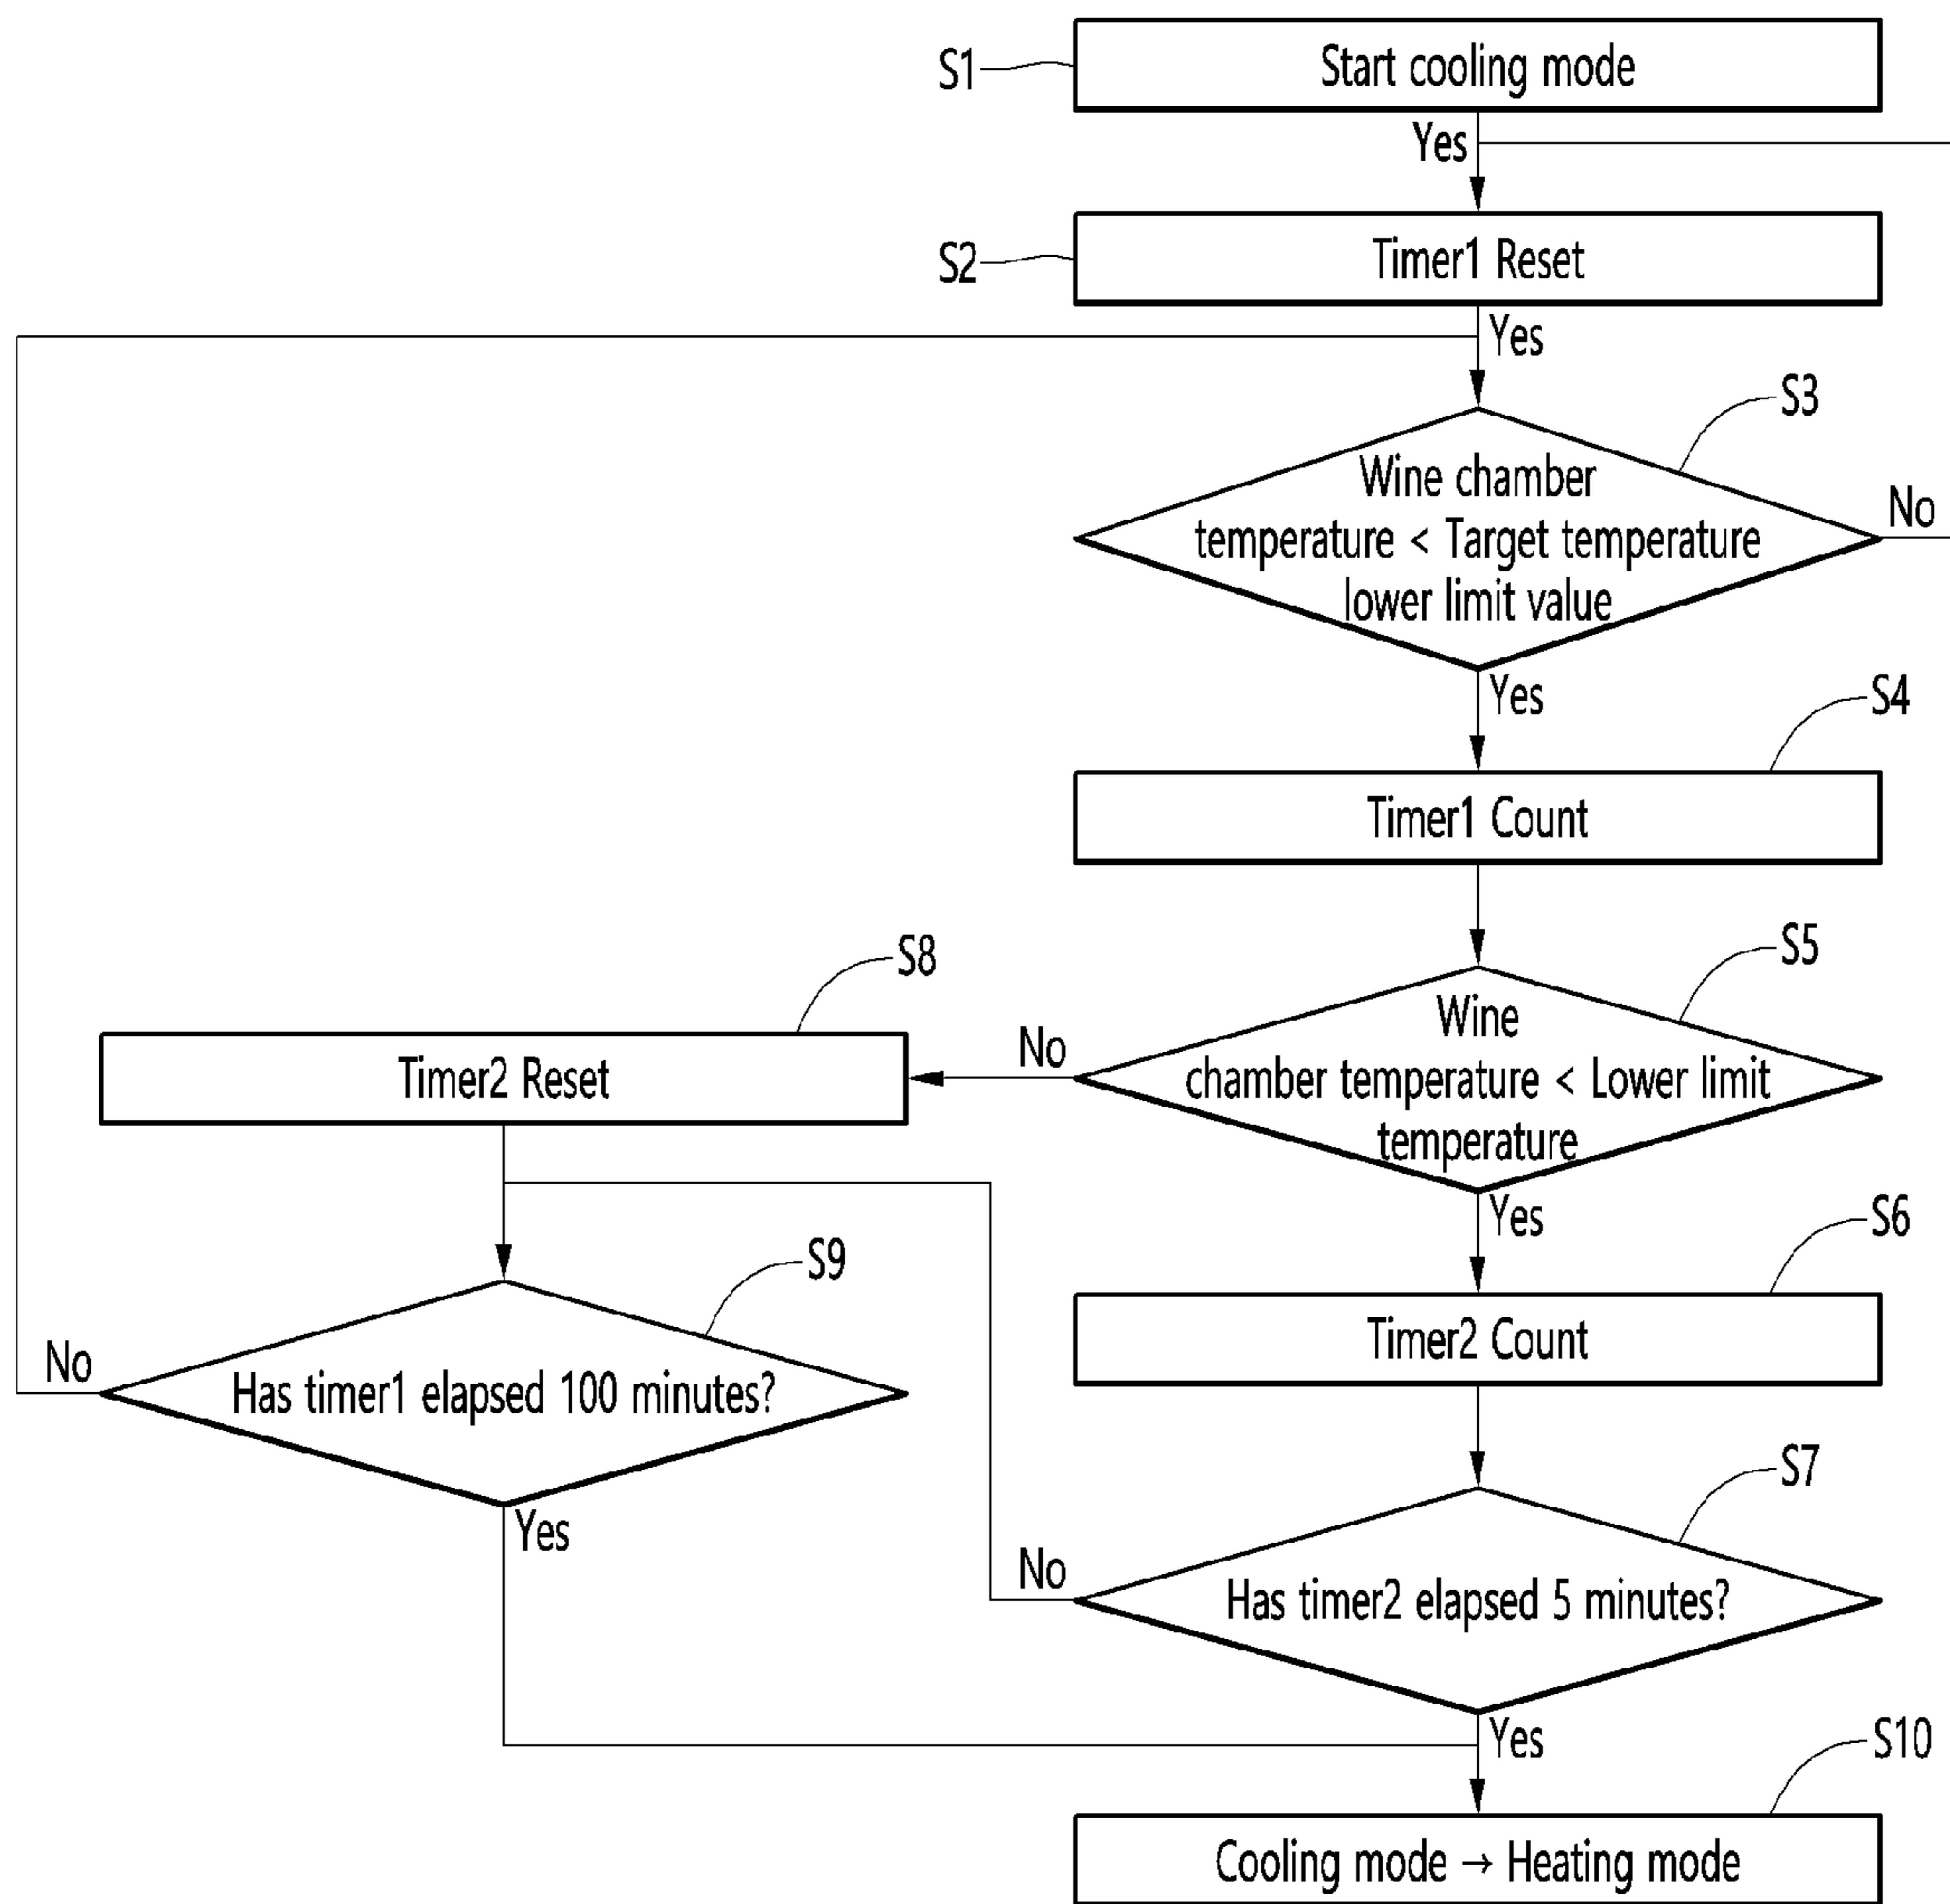 S1
Start cooling mode
Yes
S2
Timer1 Reset
Yes
S3
Wine chamber
temperature < Target temperature
lower limit value
No
Yes
S4
Timer1 Count
S5
Wine
chamber temperature < Lower limit
temperature
No
S8
Timer2 Reset
Yes
S6
Timer2 Count
S9
Has timer1 elapsed 100 minutes?
No
Yes
S7
Has timer2 elapsed 5 minutes?
No
Yes
S10
Cooling mode → Heating mode